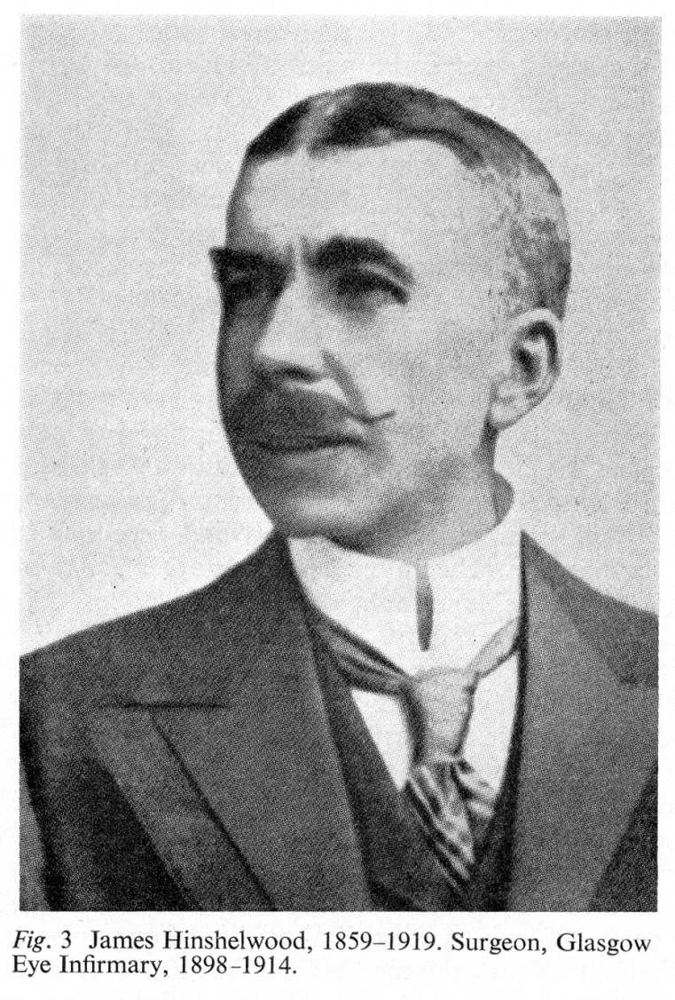 Fig. 3 James Hinshelwood, 1859–1919. Surgeon, Glasgow
Eye Infirmary, 1898–1914.